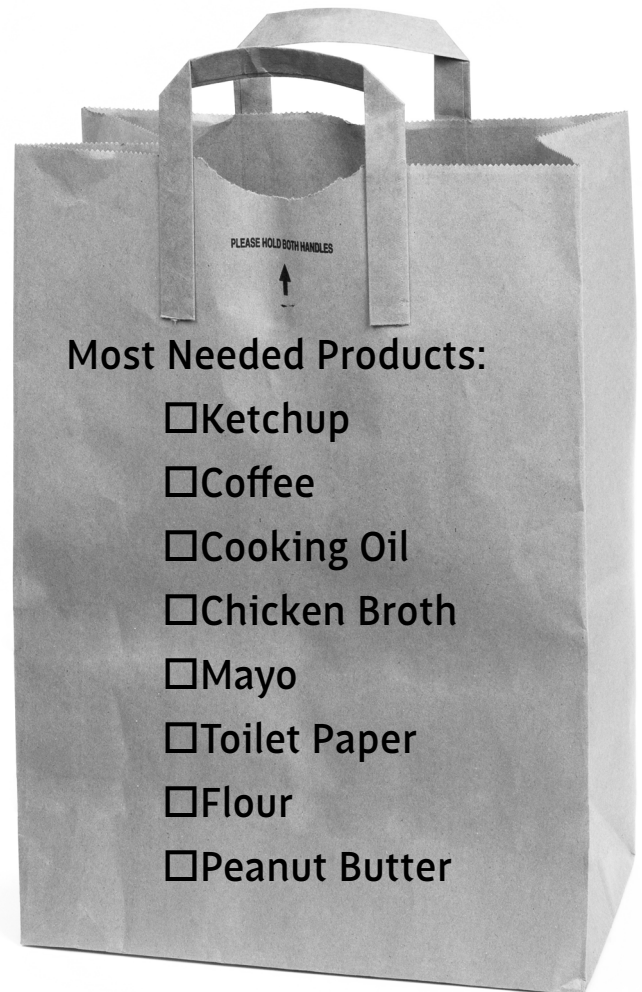 PLEASE HOLD BOTH HANDLES
Most Needed Products:
☐Ketchup
☐Coffee
☐Cooking Oil
☐Chicken Broth
☐Mayo
☐Toilet Paper
☐Flour
☐Peanut Butter